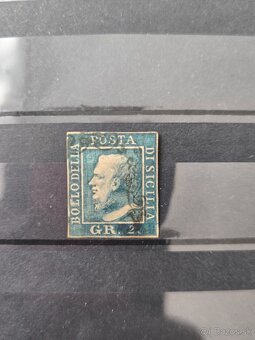 BOLLO DELLA
POSTA
DI SICILIA
GR. 2.